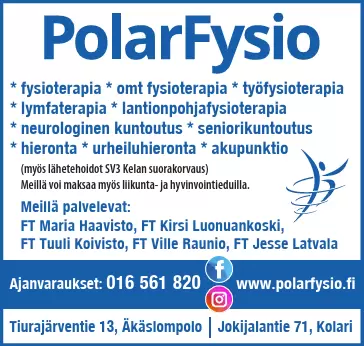 PolarFysio
* fysioterapia * omt fysioterapia * työfysioterapia
* lymfaterapia * lantionpohjafysioterapia
* neurologinen kuntoutus * seniorikuntoutus
* hieronta * urheiluhieronta * akupunktio
(myös lähetehoidot SV3 Kelan suorakorvaus)
Meillä voi maksaa myös liikunta- ja hyvinvointieduilla.
Meillä palvelevat:
FT Maria Haavisto, FT Kirsi Luonuankoski,
FT Tuuli Koivisto, FT Ville Raunio, FT Jesse Latvala
Ajanvaraukset: 016 561 820 www.polarfysio.fi
Tiurajärventie 13, Äkäslompolo | Jokijalantie 71, Kolari